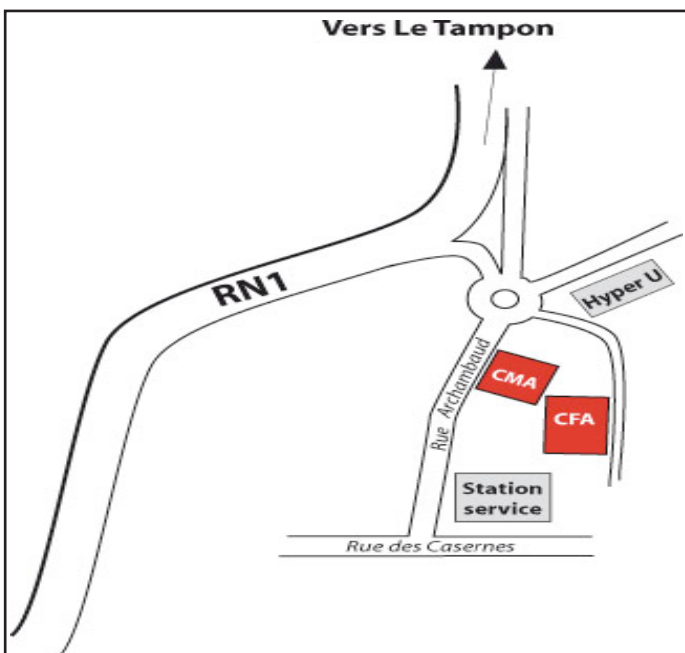 Vers Le Tampon
RN1
Hyper U
Rue Archambaud
CMA
CFA
Station
service
Rue des Casernes